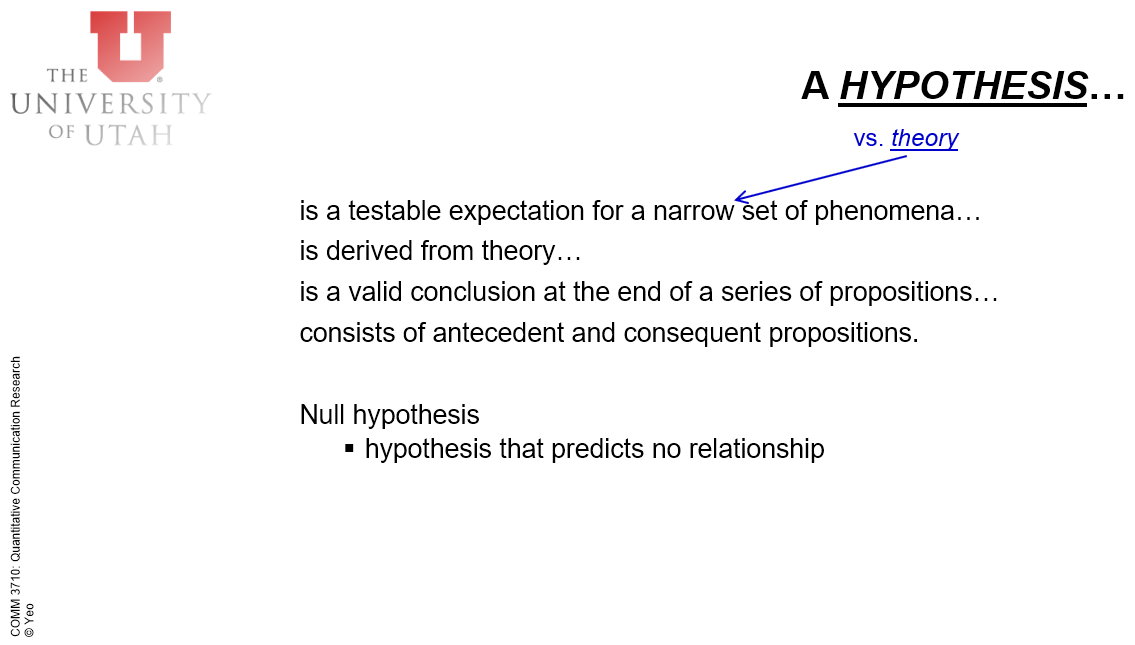 THE
UNIVERSITY
OF UTAH
A HYPOTHESIS…
vs. theory
is a testable expectation for a narrow set of phenomena…
is derived from theory…
is a valid conclusion at the end of a series of propositions…
consists of antecedent and consequent propositions.
Null hypothesis
▪ hypothesis that predicts no relationship
COMM 3710: Quantitative Communication Research
© Yeo